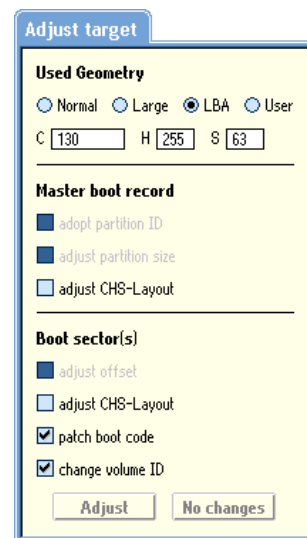 Adjust target
Used Geometry
Normal Large LBA User
C 130 H 255 S 63
Master boot record
adopt partition ID
adjust partition size
adjust CHS-Layout
Boot sector(s)
adjust offset
adjust CHS-Layout
patch boot code
change volume ID
Adjust No changes